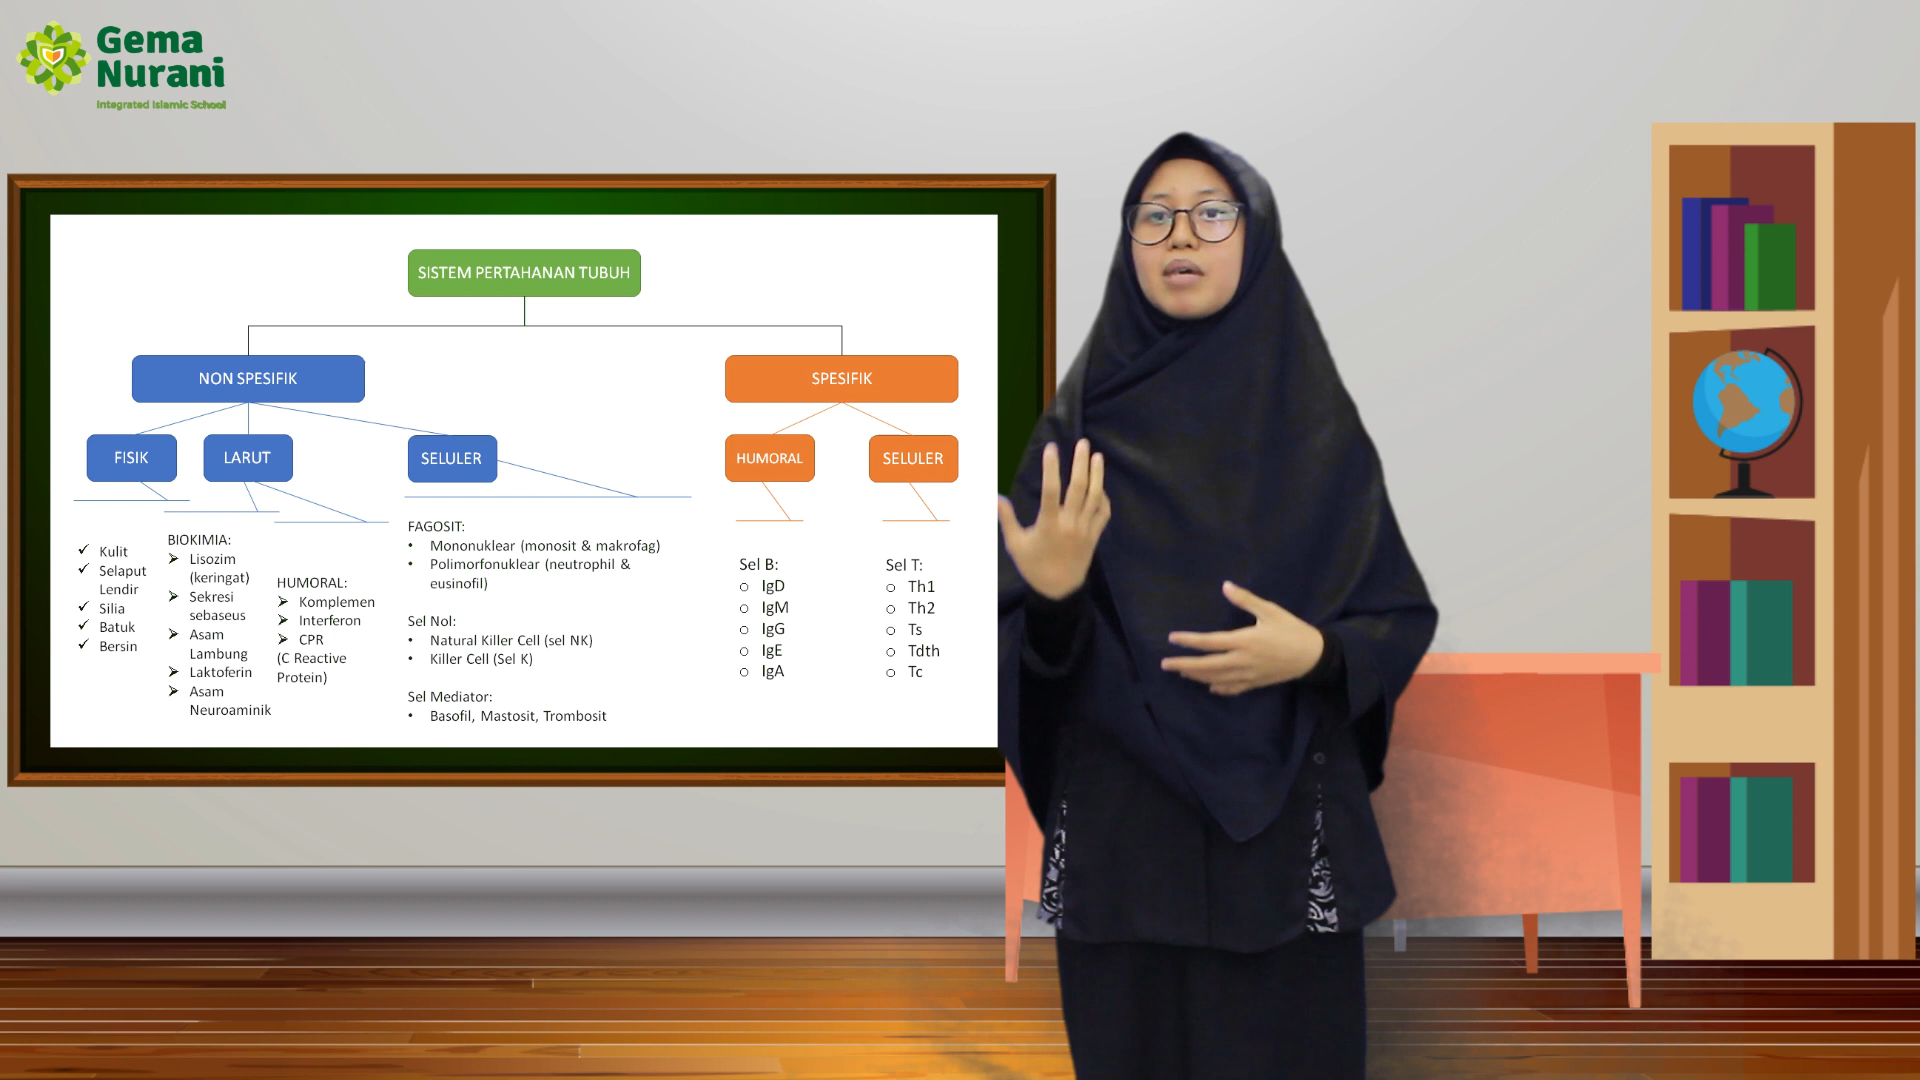 Gema
Nurani
Integrated Islamic School
SISTEM PERTAHANAN TUBUH
NON SPESIFIK
SPESIFIK
FISIK
LARUT
SELULER
HUMORAL
SELULER
Kulit
Selaput
Lendir
Silia
Batuk
Bersin
BIOKIMIA:
Lisozim
(keringat)
Sekresi
sebaseus
Asam
Lambung
Laktoferin
Asam
Neuroaminik
HUMORAL:
Komplemen
Interferon
CPR
(C Reactive
Protein)
FAGOSIT:
Mononuklear (monosit & makrofag)
Polimorfonuklear (neutrophil &
eusinofil)
Sel Nol:
Natural Killer Cell (sel NK)
Killer Cell (Sel K)
Sel Mediator:
Basofil, Mastosit, Trombosit
Sel B:
IgD
IgM
IgG
IgE
IgA
Sel T:
Th1
Th2
Ts
Tdth
Tc